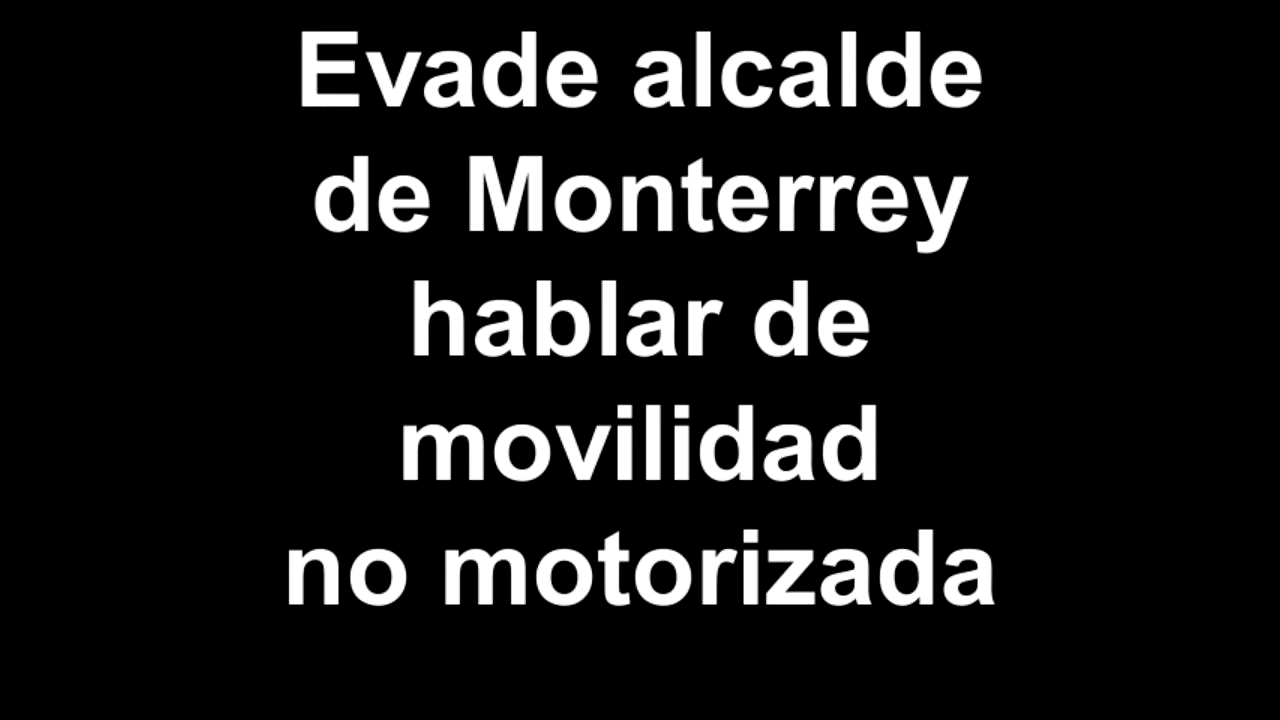 Evade alcalde
de Monterrey
hablar de
movilidad
no motorizada